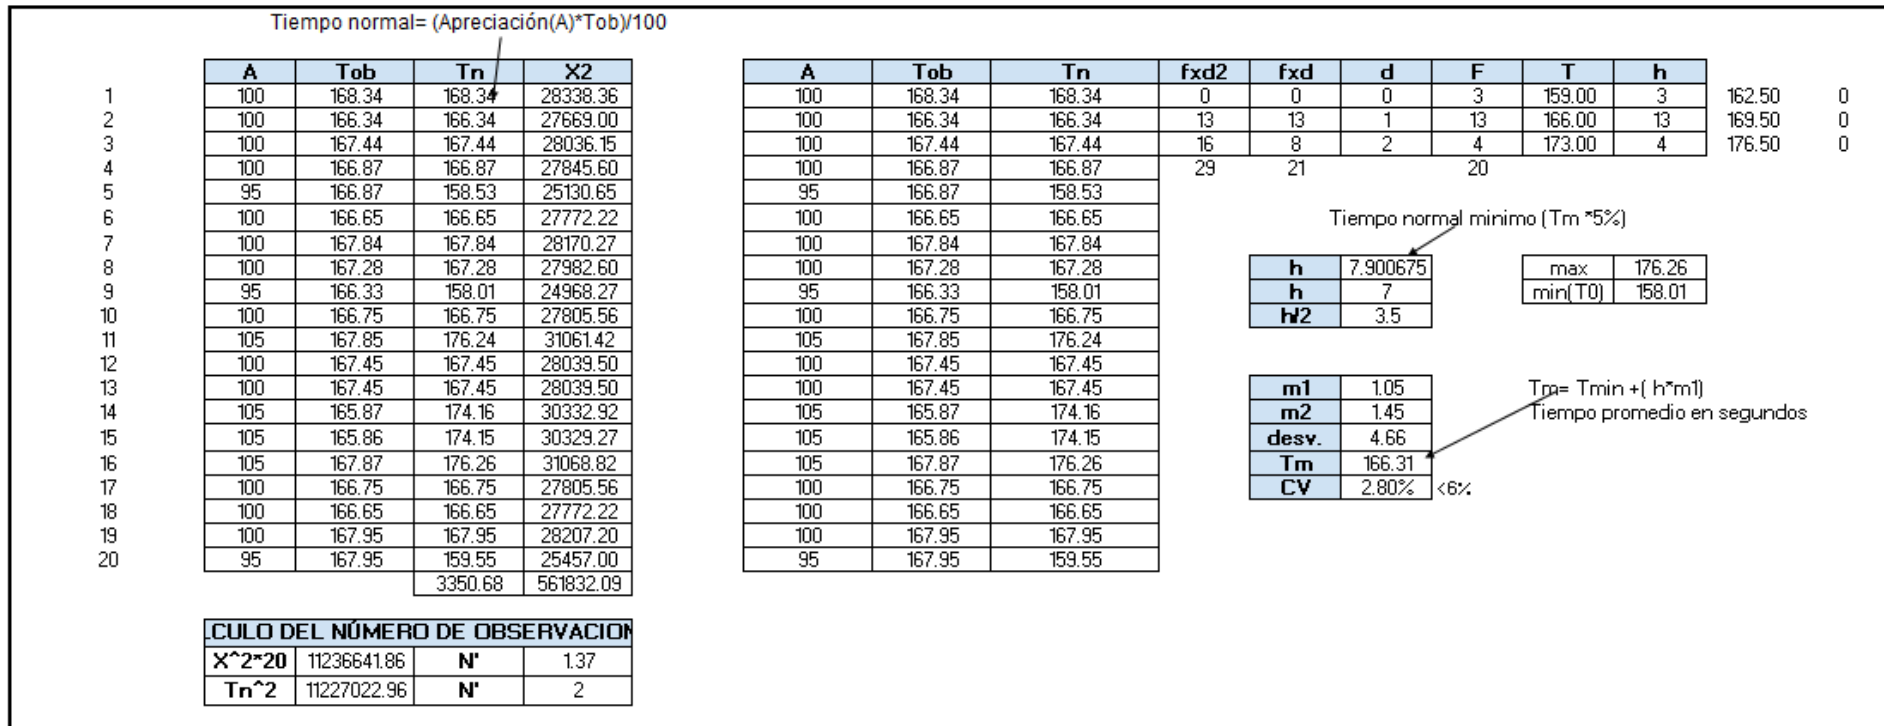 Tiempo normal= (Apreciación(A)*Tob)/100
A Tob Tn X2 A Tob Tn fxd2 fxd d F T h
1 100 168.34 168.34 28338.36 100 168.34 168.34 0 0 0 3 159.00 3 162.50 0
2 100 166.34 166.34 27669.00 100 166.34 166.34 13 13 1 13 166.00 13 169.50 0
3 100 167.44 167.44 28036.15 100 167.44 167.44 16 8 2 4 173.00 4 176.50 0
4 100 166.87 166.87 27845.60 100 166.87 166.87 29 21 20
5 95 166.87 158.53 25130.65 95 166.87 158.53
6 100 166.65 166.65 27772.22 100 166.65 166.65 Tiempo normal minimo (Tm *5%)
7 100 167.84 167.84 28170.27 100 167.84 167.84
8 100 167.28 167.28 27982.60 100 167.28 167.28 h 7.900675 max 176.26
9 95 166.33 158.01 24968.27 95 166.33 158.01 h 7 min(T0) 158.01
10 100 166.75 166.75 27805.56 100 166.75 166.75 h/2 3.5
11 105 167.85 176.24 31061.42 105 167.85 176.24
12 100 167.45 167.45 28039.50 100 167.45 167.45
13 100 167.45 167.45 28039.50 100 167.45 167.45 m1 1.05 Tm= Tmin +( h*m1)
14 105 165.87 174.16 30332.92 105 165.87 174.16 m2 1.45 Tiempo promedio en segundos
15 105 165.86 174.15 30329.27 105 165.86 174.15 desv. 4.66
16 105 167.87 176.26 31068.82 105 167.87 176.26 Tm 166.31
17 100 166.75 166.75 27805.56 100 166.75 166.75 CV 2.80% <6%
18 100 166.65 166.65 27772.22 100 166.65 166.65
19 100 167.95 167.95 28207.20 100 167.95 167.95
20 95 167.95 159.55 25457.00 95 167.95 159.55
3350.68 561832.09
LCULO DEL NÚMERO DE OBSERVACION
X^2*20 11236641.86 N' 1.37
Tn^2 11227022.96 N' 2